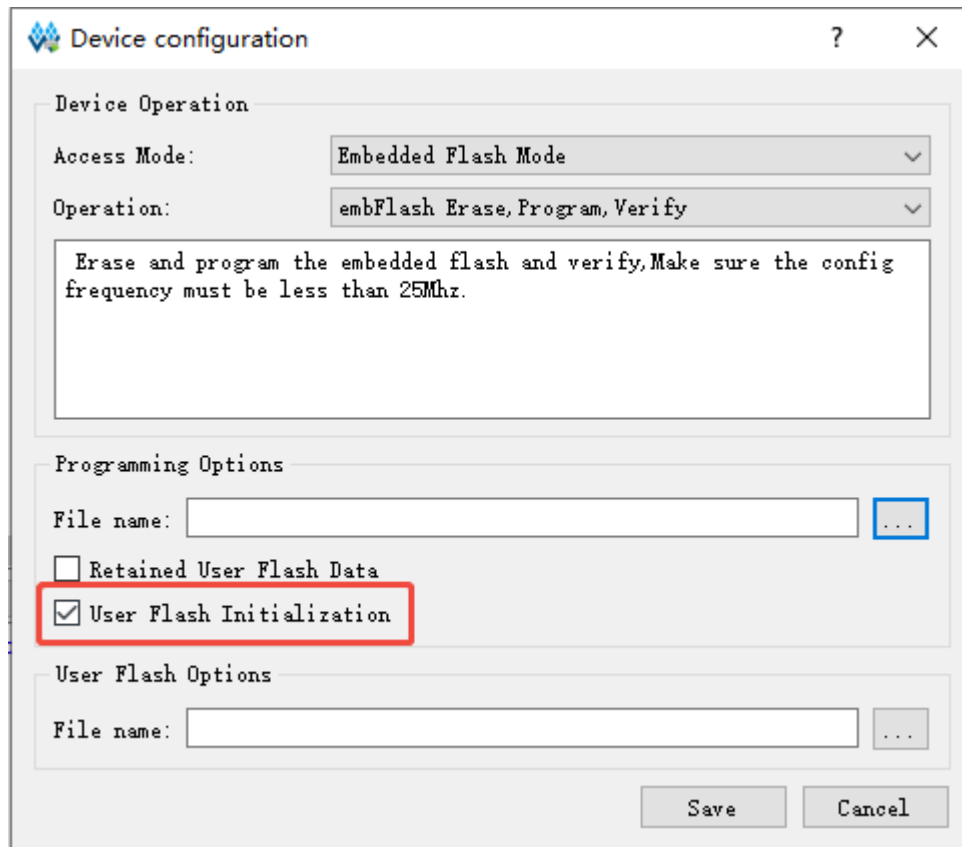 Device configuration
?
Device Operation
Access Mode: Embedded Flash Mode
Operation: embFlash Erase,Program,Verify
Erase and program the embedded flash and verify,Make sure the config
frequency must be less than 25Mhz.
Programming Options
File name: ...
Retained User Flash Data
User Flash Initialization
User Flash Options
File name: ...
Save Cancel